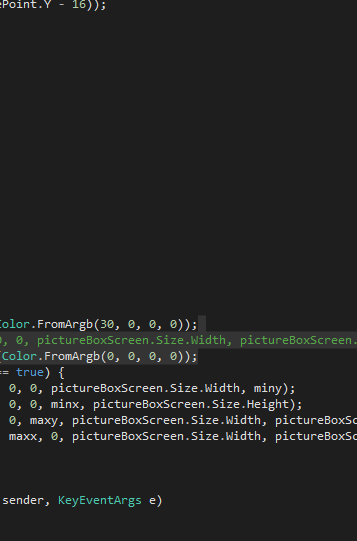 ePoint.Y - 16));
Color.FromArgb(30, 0, 0, 0));
0, 0, pictureBoxScreen.Size.Width, pictureBoxScreen.
(Color.FromArgb(0, 0, 0, 0));
== true) {
0, 0, pictureBoxScreen.Size.Width, miny);
0, 0, minx, pictureBoxScreen.Size.Height);
0, maxy, pictureBoxScreen.Size.Width, pictureBoxSc
maxx, 0, pictureBoxScreen.Size.Width, pictureBoxSc
sender, KeyEventArgs e)